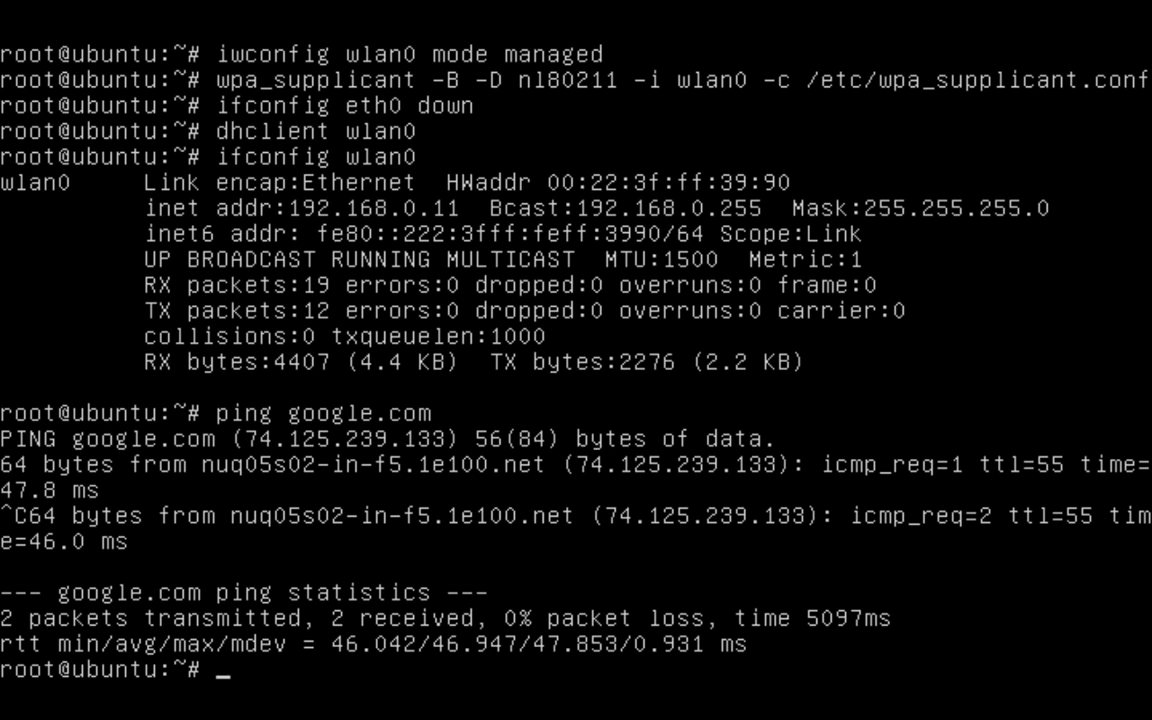 root@ubuntu:~# iwconfig wlan0 mode managed
root@ubuntu:~# wpa_supplicant -B -D nl80211 -i wlan0 -c /etc/wpa_supplicant.conf
root@ubuntu:~# ifconfig eth0 down
root@ubuntu:~# dhclient wlan0
root@ubuntu:~# ifconfig wlan0
wlan0     Link encap:Ethernet  HWaddr 00:22:3f:ff:39:90
          inet addr:192.168.0.11  Bcast:192.168.0.255  Mask:255.255.255.0
          inet6 addr: fe80::222:3fff:feff:3990/64 Scope:Link
          UP BROADCAST RUNNING MULTICAST  MTU:1500  Metric:1
          RX packets:19 errors:0 dropped:0 overruns:0 frame:0
          TX packets:12 errors:0 dropped:0 overruns:0 carrier:0
          collisions:0 txqueuelen:1000
          RX bytes:4407 (4.4 KB)  TX bytes:2276 (2.2 KB)

root@ubuntu:~# ping google.com
PING google.com (74.125.239.133) 56(84) bytes of data.
64 bytes from nuq05s02-in-f5.1e100.net (74.125.239.133): icmp_req=1 ttl=55 time=
47.8 ms
^C64 bytes from nuq05s02-in-f5.1e100.net (74.125.239.133): icmp_req=2 ttl=55 tim
e=46.0 ms

--- google.com ping statistics ---
2 packets transmitted, 2 received, 0% packet loss, time 5097ms
rtt min/avg/max/mdev = 46.042/46.947/47.853/0.931 ms
root@ubuntu:~# _